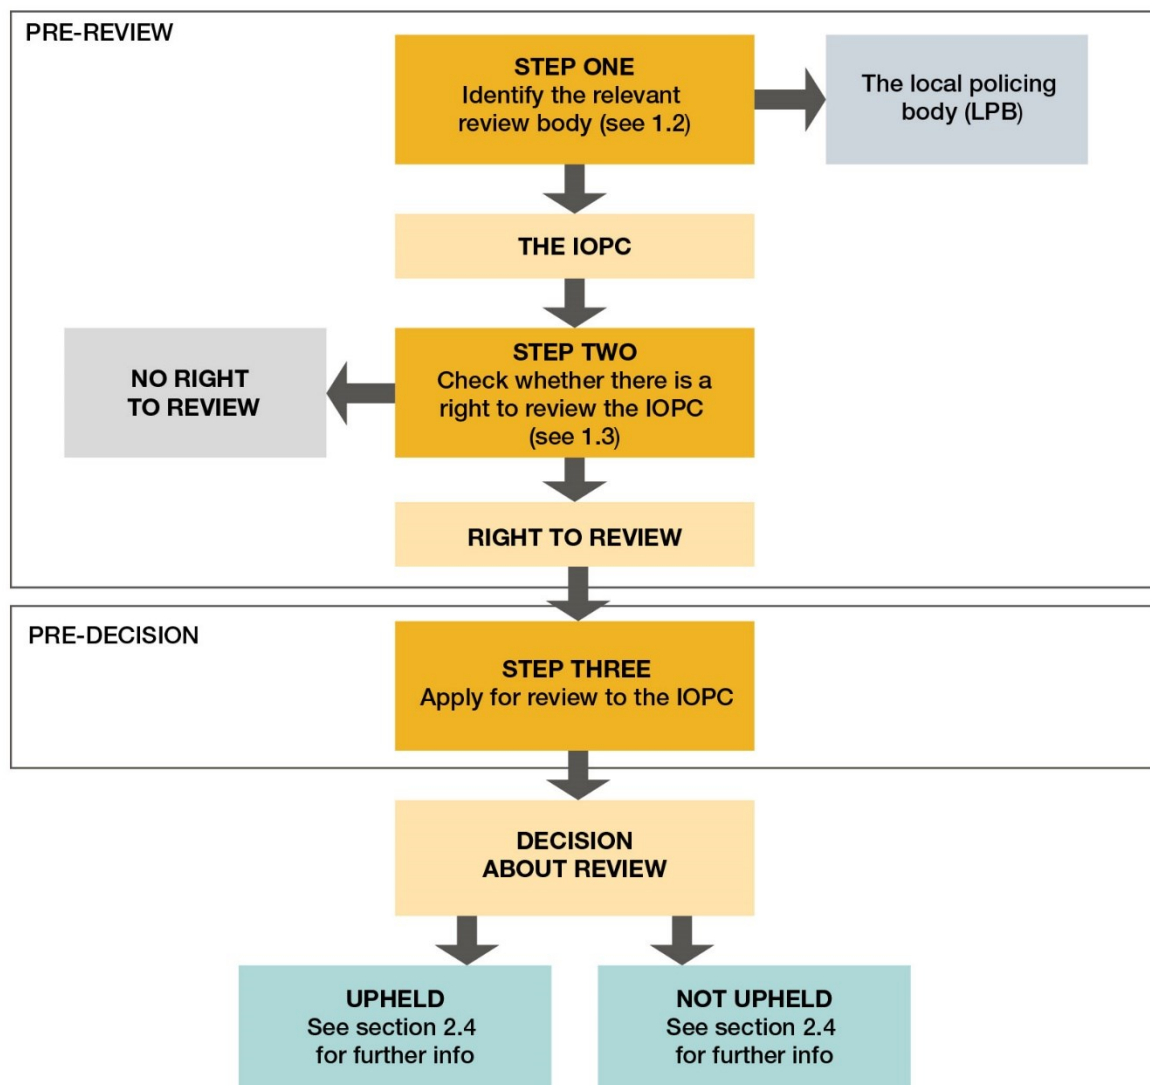 PRE-REVIEW
STEP ONE
Identify the relevant
review body (see 1.2)
The local policing
body (LPB)
THE IOPC
STEP TWO
Check whether there is a
right to review the IOPC
(see 1.3)
NO RIGHT
TO REVIEW
RIGHT TO REVIEW
PRE-DECISION
STEP THREE
Apply for review to the IOPC
DECISION
ABOUT REVIEW
UPHELD
See section 2.4
for further info
NOT UPHELD
See section 2.4
for further info